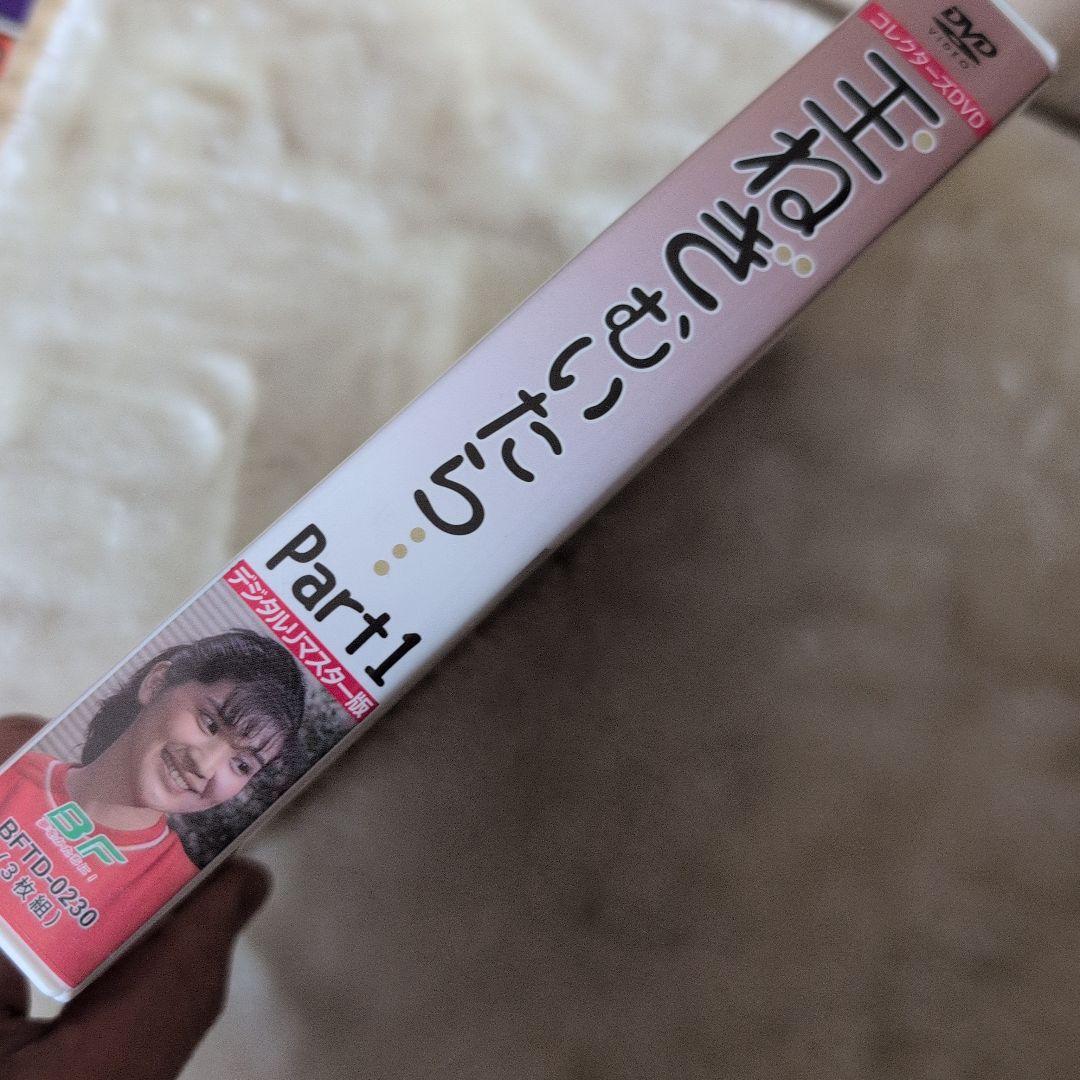 DVD
VIDEO
コレクターズDVD
玉ねぎむいたら…
Part1
デジタルリマスター版
BF
BFTD-0230
(3枚組)